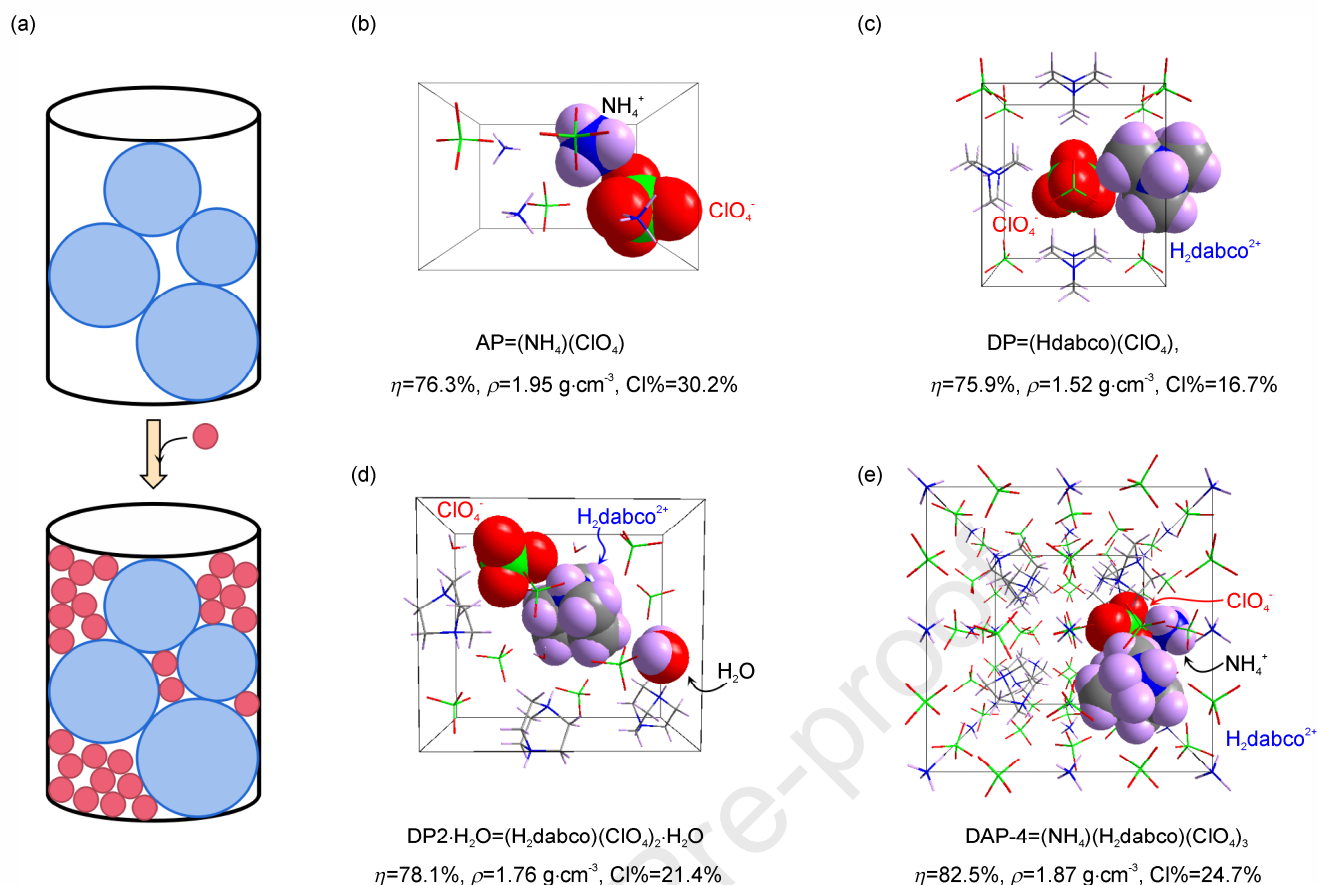 (a)
(b)
NH₄⁺
ClO₄⁻
AP=(NH₄)(ClO₄)
η=76.3%, ρ=1.95 g·cm⁻³, Cl%=30.2%
(c)
ClO₄⁻
H₂dabco²⁺
DP=(Hdabco)(ClO₄),
η=75.9%, ρ=1.52 g·cm⁻³, Cl%=16.7%
(d)
ClO₄⁻
H₂dabco²⁺
H₂O
DP2·H₂O=(H₂dabco)(ClO₄)₂·H₂O
η=78.1%, ρ=1.76 g·cm⁻³, Cl%=21.4%
(e)
ClO₄⁻
NH₄⁺
H₂dabco²⁺
DAP-4=(NH₄)(H₂dabco)(ClO₄)₃
η=82.5%, ρ=1.87 g·cm⁻³, Cl%=24.7%
re-proof